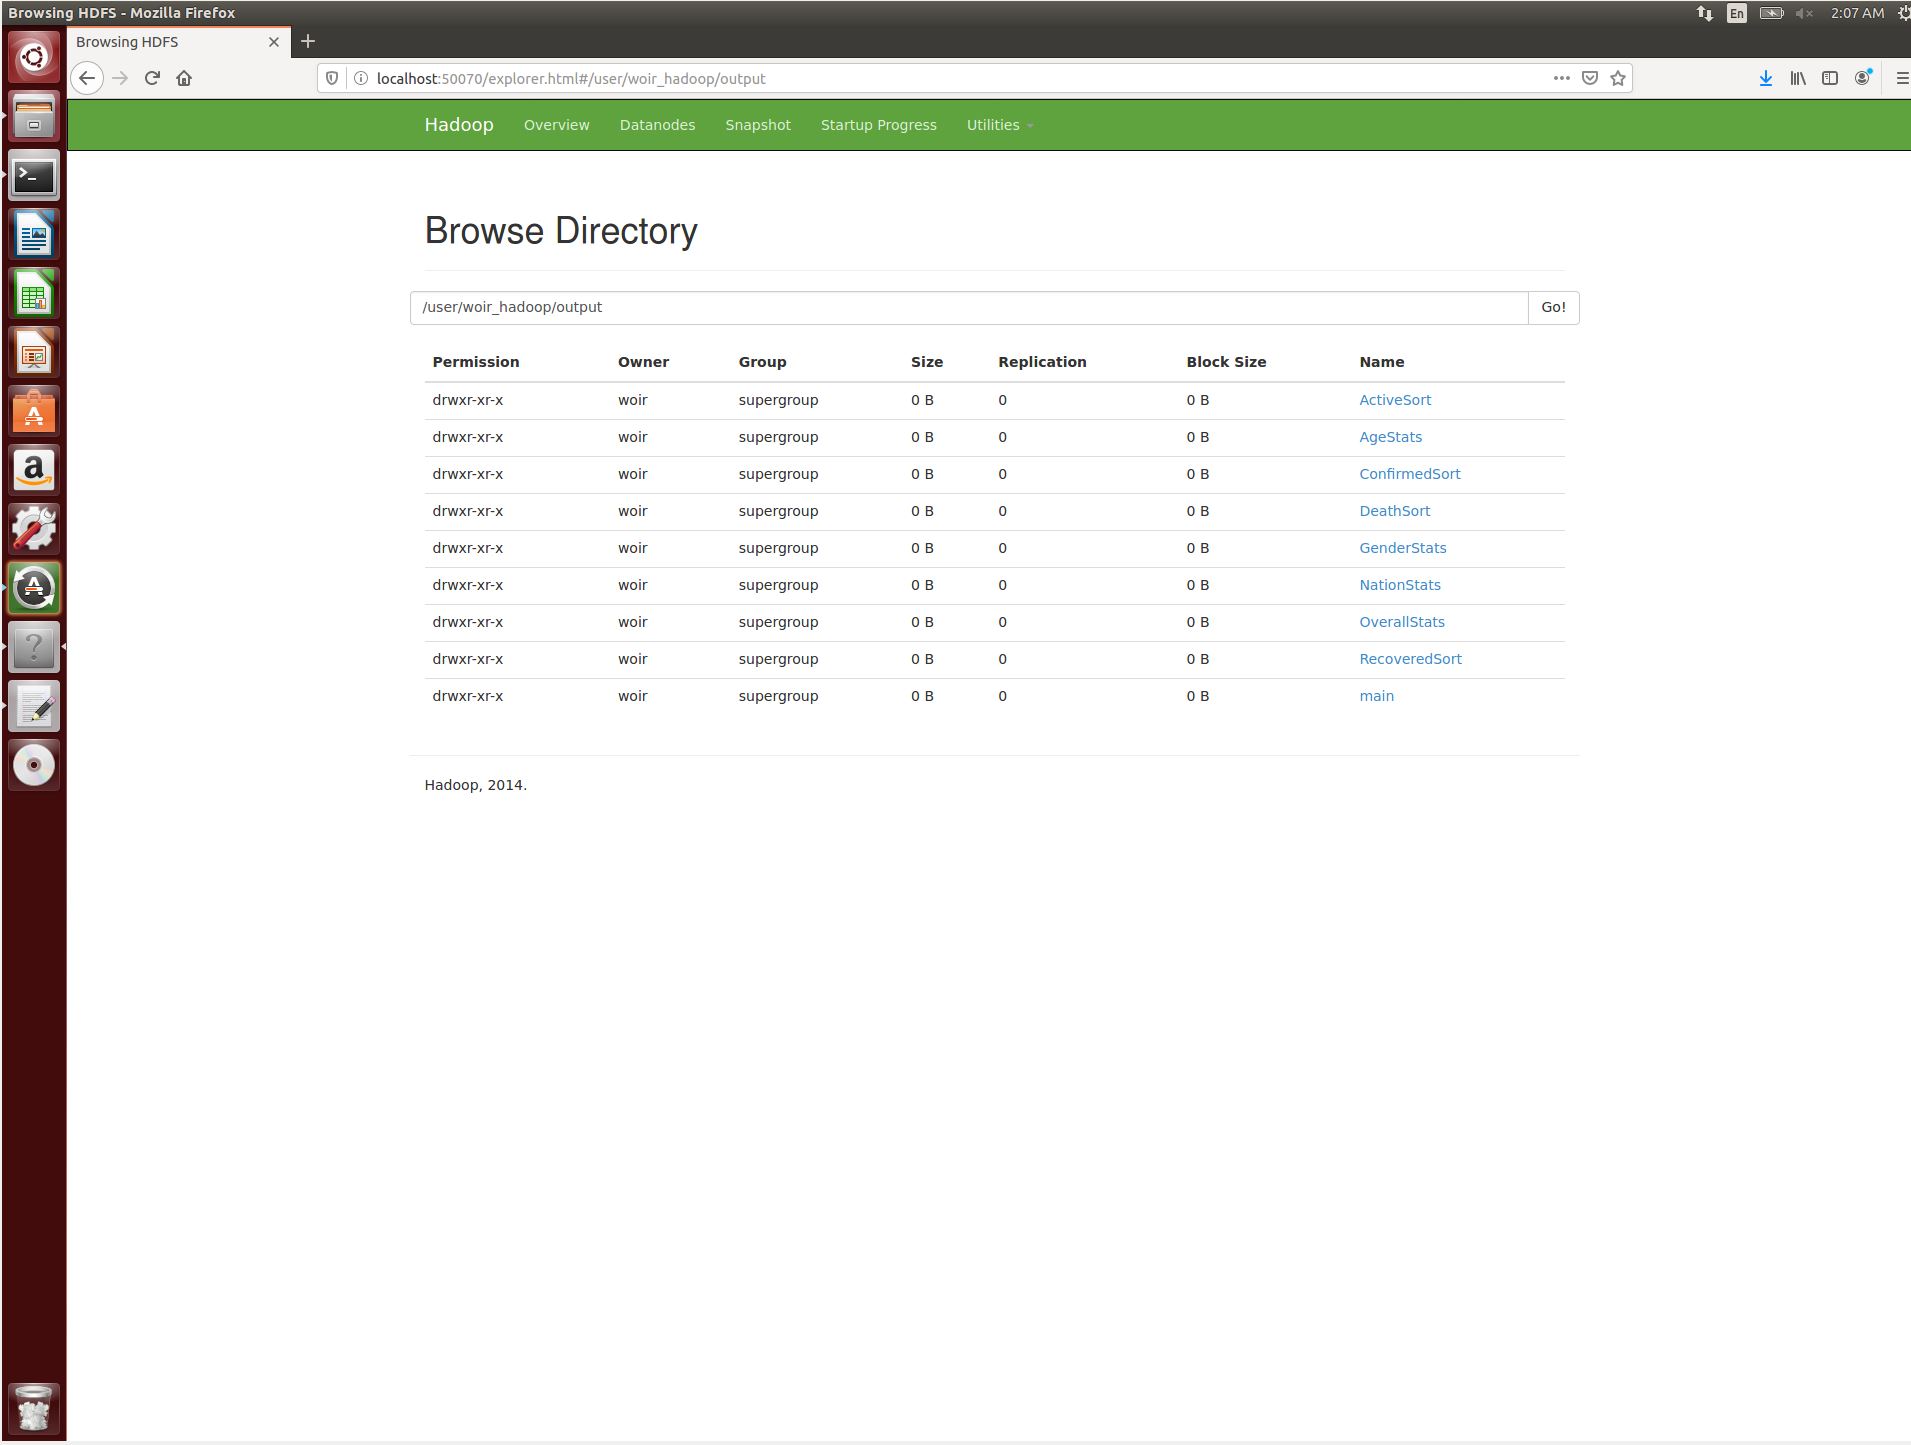 Browsing HDFS - Mozilla Firefox En 2:07 AM
Browsing HDFS
localhost:50070/explorer.html#/user/woir_hadoop/output
Hadoop Overview Datanodes Snapshot Startup Progress Utilities
Browse Directory
/user/woir_hadoop/output Go!
Permission Owner Group Size Replication Block Size Name
drwxr-xr-x woir supergroup 0 B 0 0 B ActiveSort
drwxr-xr-x woir supergroup 0 B 0 0 B AgeStats
drwxr-xr-x woir supergroup 0 B 0 0 B ConfirmedSort
drwxr-xr-x woir supergroup 0 B 0 0 B DeathSort
drwxr-xr-x woir supergroup 0 B 0 0 B GenderStats
drwxr-xr-x woir supergroup 0 B 0 0 B NationStats
drwxr-xr-x woir supergroup 0 B 0 0 B OverallStats
drwxr-xr-x woir supergroup 0 B 0 0 B RecoveredSort
drwxr-xr-x woir supergroup 0 B 0 0 B main
Hadoop, 2014.